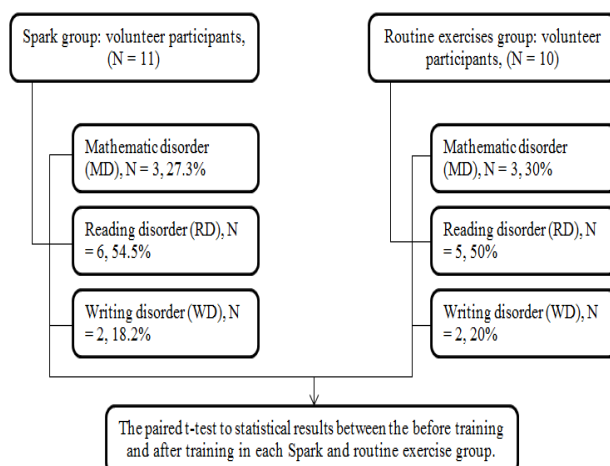 Spark group: volunteer participants,
(N = 11)
Routine exercises group: volunteer
participants, (N = 10)
Mathematic disorder
(MD), N = 3, 27.3%
Mathematic disorder
(MD), N = 3, 30%
Reading disorder (RD), N
= 6, 54.5%
Reading disorder (RD), N
= 5, 50%
Writing disorder (WD), N
= 2, 18.2%
Writing disorder (WD), N
= 2, 20%
The paired t-test to statistical results between the before training
and after training in each Spark and routine exercise group.